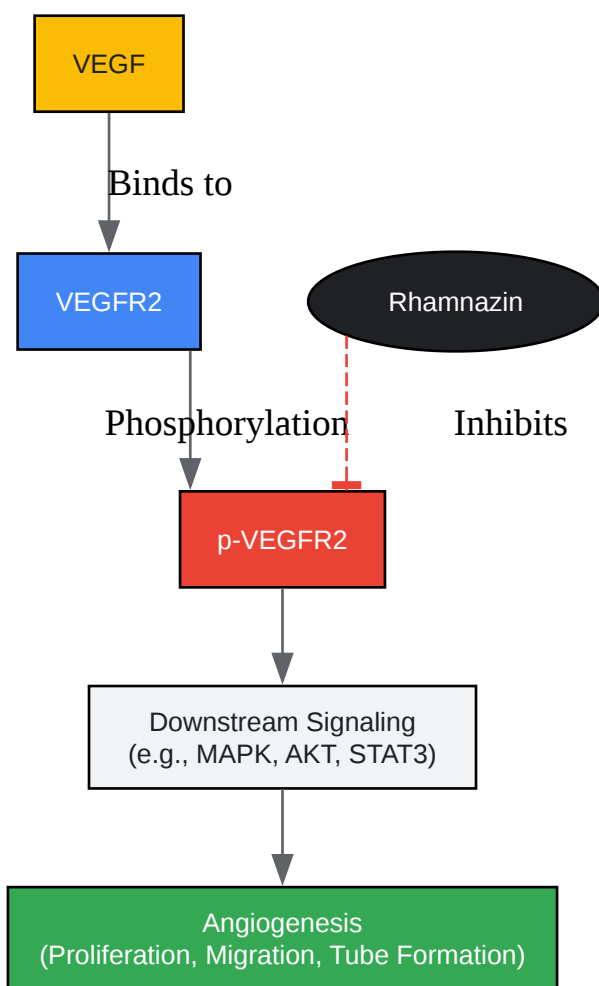 VEGF
Binds to
VEGFR2
Rhamnazin
Phosphorylation
Inhibits
p-VEGFR2
Downstream Signaling
(e.g., MAPK, AKT, STAT3)
Angiogenesis
(Proliferation, Migration, Tube Formation)